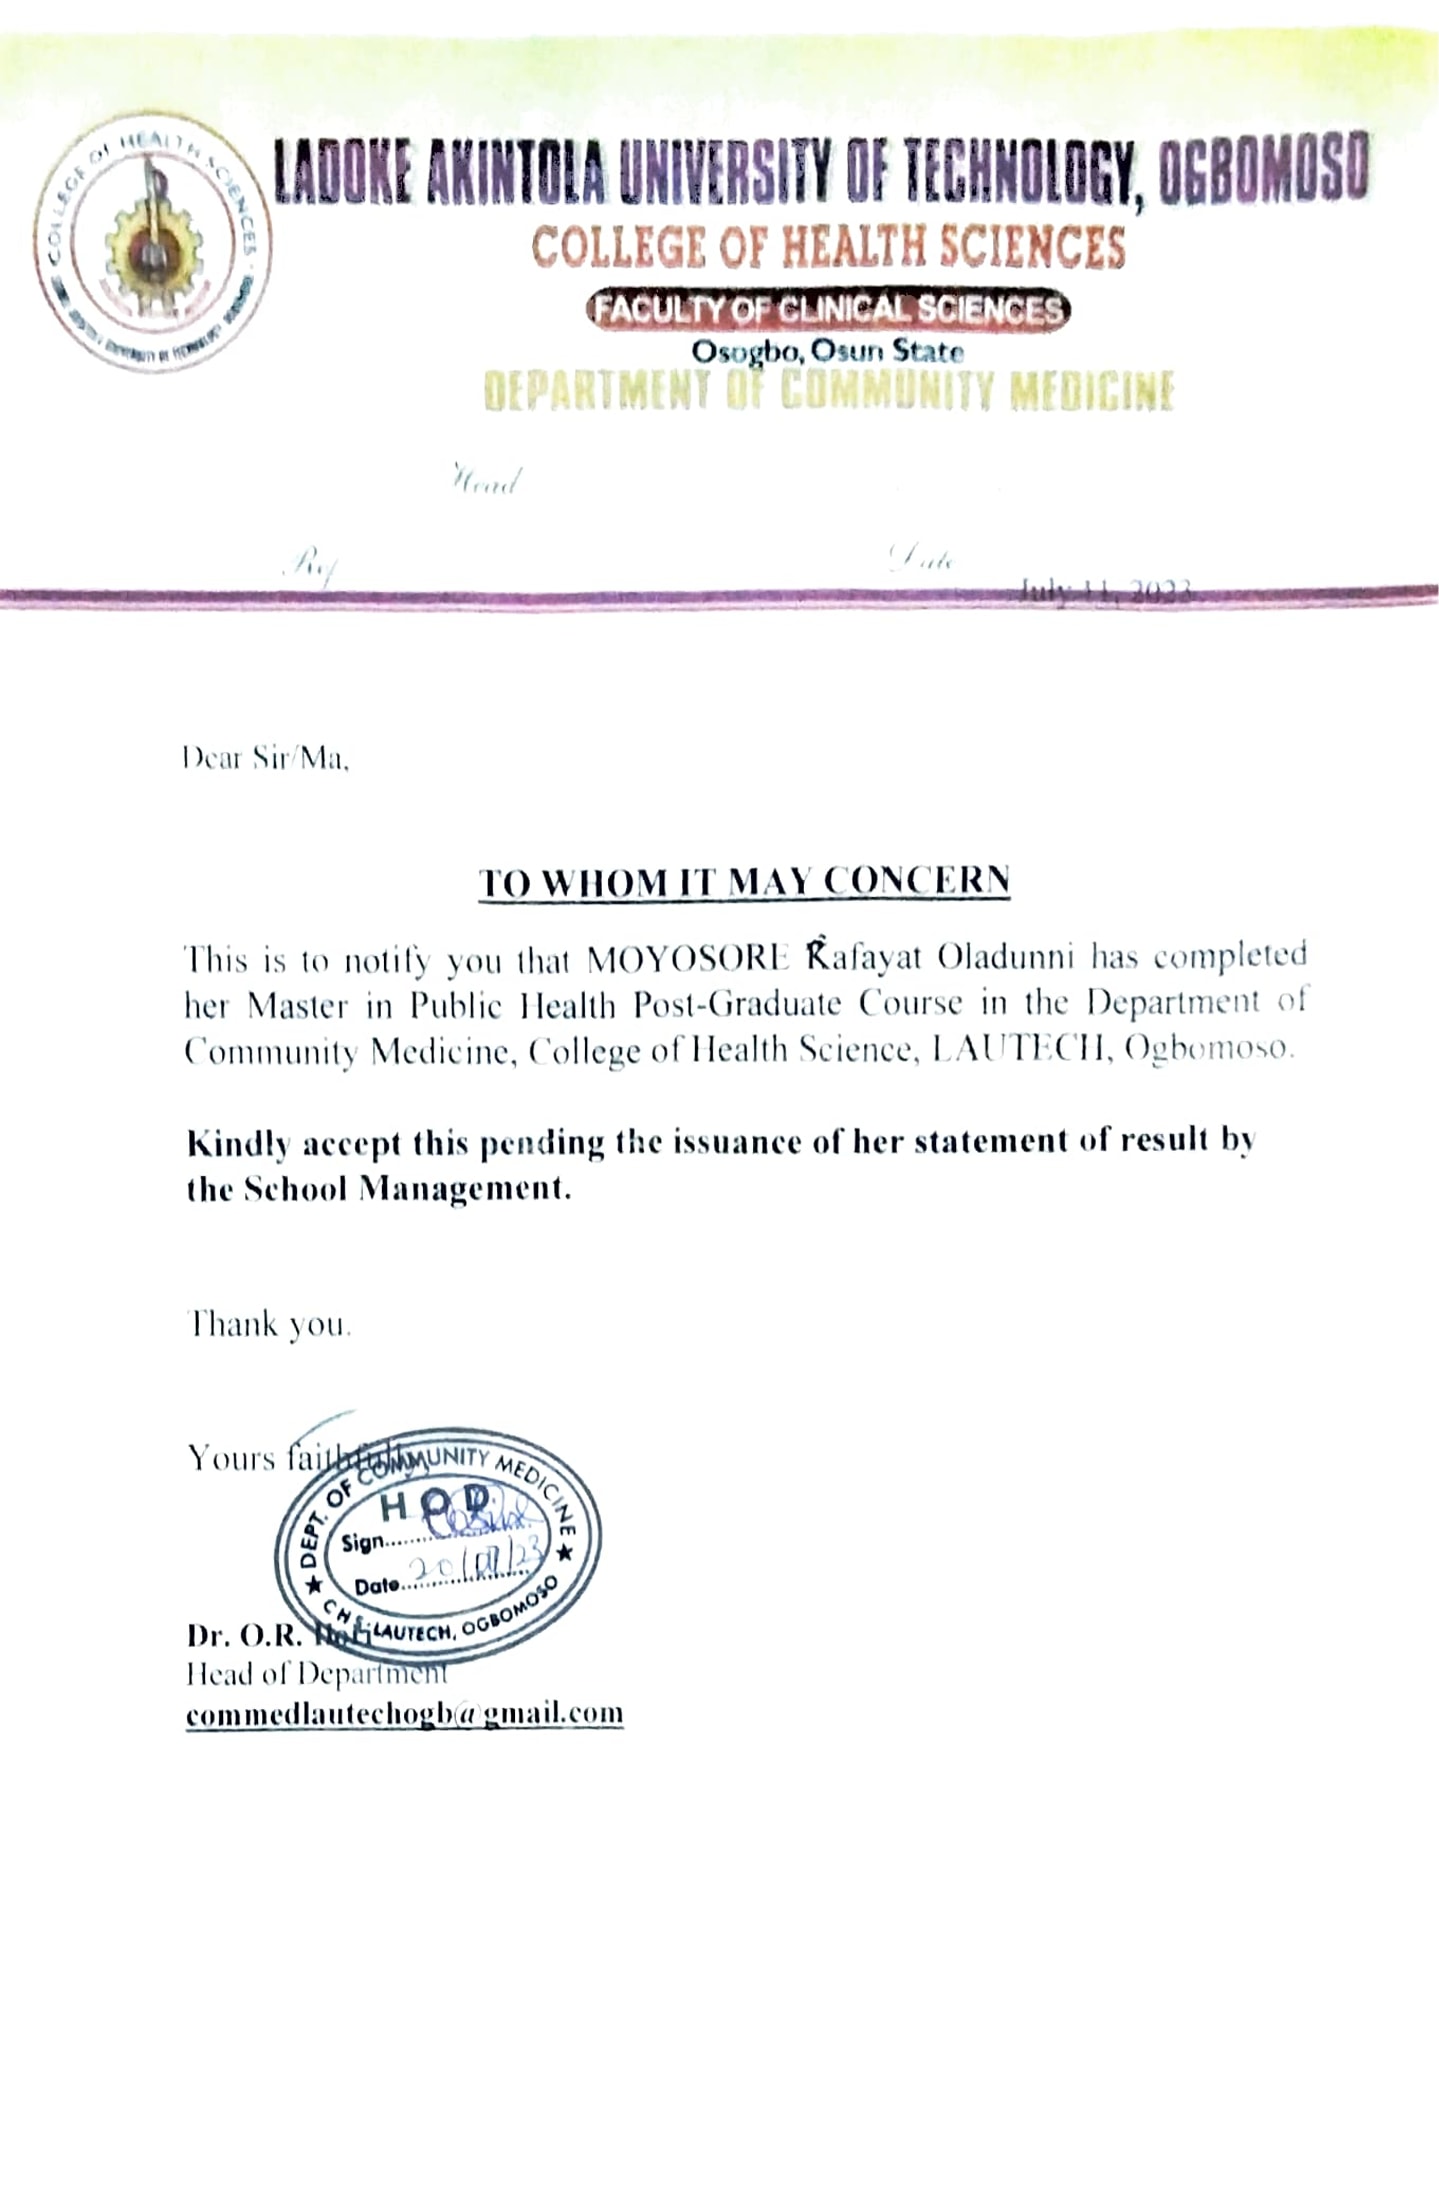 COLLEGE OF HEALTH SCIENCES
LADOKE AKINTOLA UNIVERSITY OF TECHNOLOGY, OGBOMOSO
COLLEGE OF HEALTH SCIENCES
FACULTY OF CLINICAL SCIENCES
Osogbo, Osun State
DEPARTMENT OF COMMUNITY MEDICINE
Head
Ref
Date
July 11, 2023
Dear Sir/Ma,
TO WHOM IT MAY CONCERN
This is to notify you that MOYOSORE Rafayat Oladunni has completed
her Master in Public Health Post-Graduate Course in the Department of
Community Medicine, College of Health Science, LAUTECH, Ogbomoso.
Kindly accept this pending the issuance of her statement of result by
the School Management.
Thank you.
Yours faithfully
DEPT. OF COMMUNITY MEDICINE
H O D
Sign
Date 20/07/23
CHS, LAUTECH, OGBOMOSO
Dr. O.R.
Head of Department
commedlautechogb@gmail.com